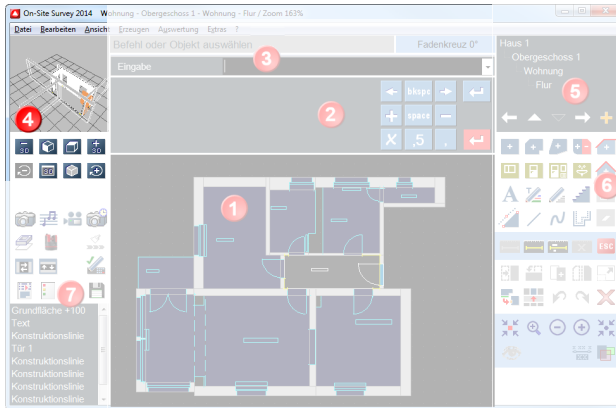 On-Site Survey 2014 Wohnung - Obergeschoss 1 - Wohnung - Flur / Zoom 163%
Datei Bearbeiten Ansicht Erzeugen Auswertung Extras ?
Befehl oder Objekt auswählen
Fadenkreuz 0°
Eingabe
3
Haus 1
Obergeschoss 1
Wohnung
Flur
5
4
2
bkspc
space
X .5 ,
3D 3D
3D
1
6
A
ESC
7
Grundfläche +100
Text
Konstruktionslinie
Tür 1
Konstruktionslinie
Konstruktionslinie
Konstruktionslinie
Konstruktionslinie